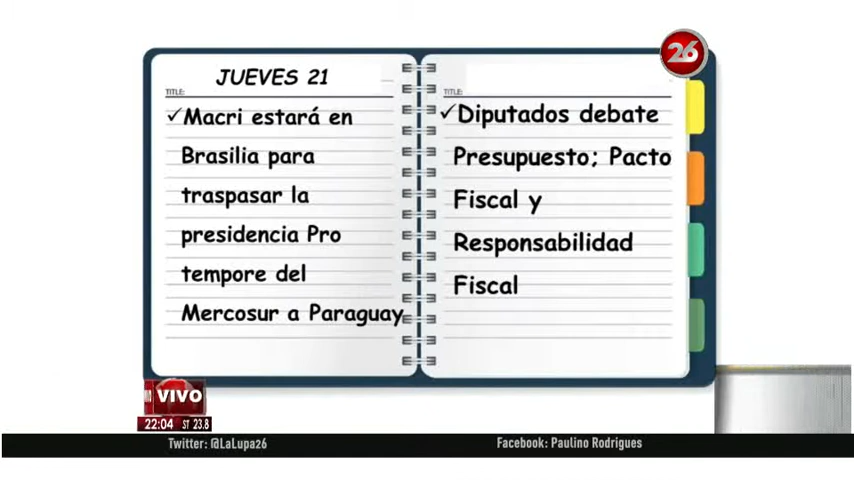 26
JUEVES 21
TITLE:
✓Macri estará en
Brasilia para
traspasar la
presidencia Pro
tempore del
Mercosur a Paraguay
TITLE:
✓Diputados debate
Presupuesto; Pacto
Fiscal y
Responsabilidad
Fiscal
VIVO
22:04 ST 23.8
Twitter: @LaLupa26
Facebook: Paulino Rodrigues